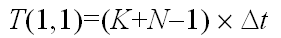 T(1,1)=(K+N–1) × Δt